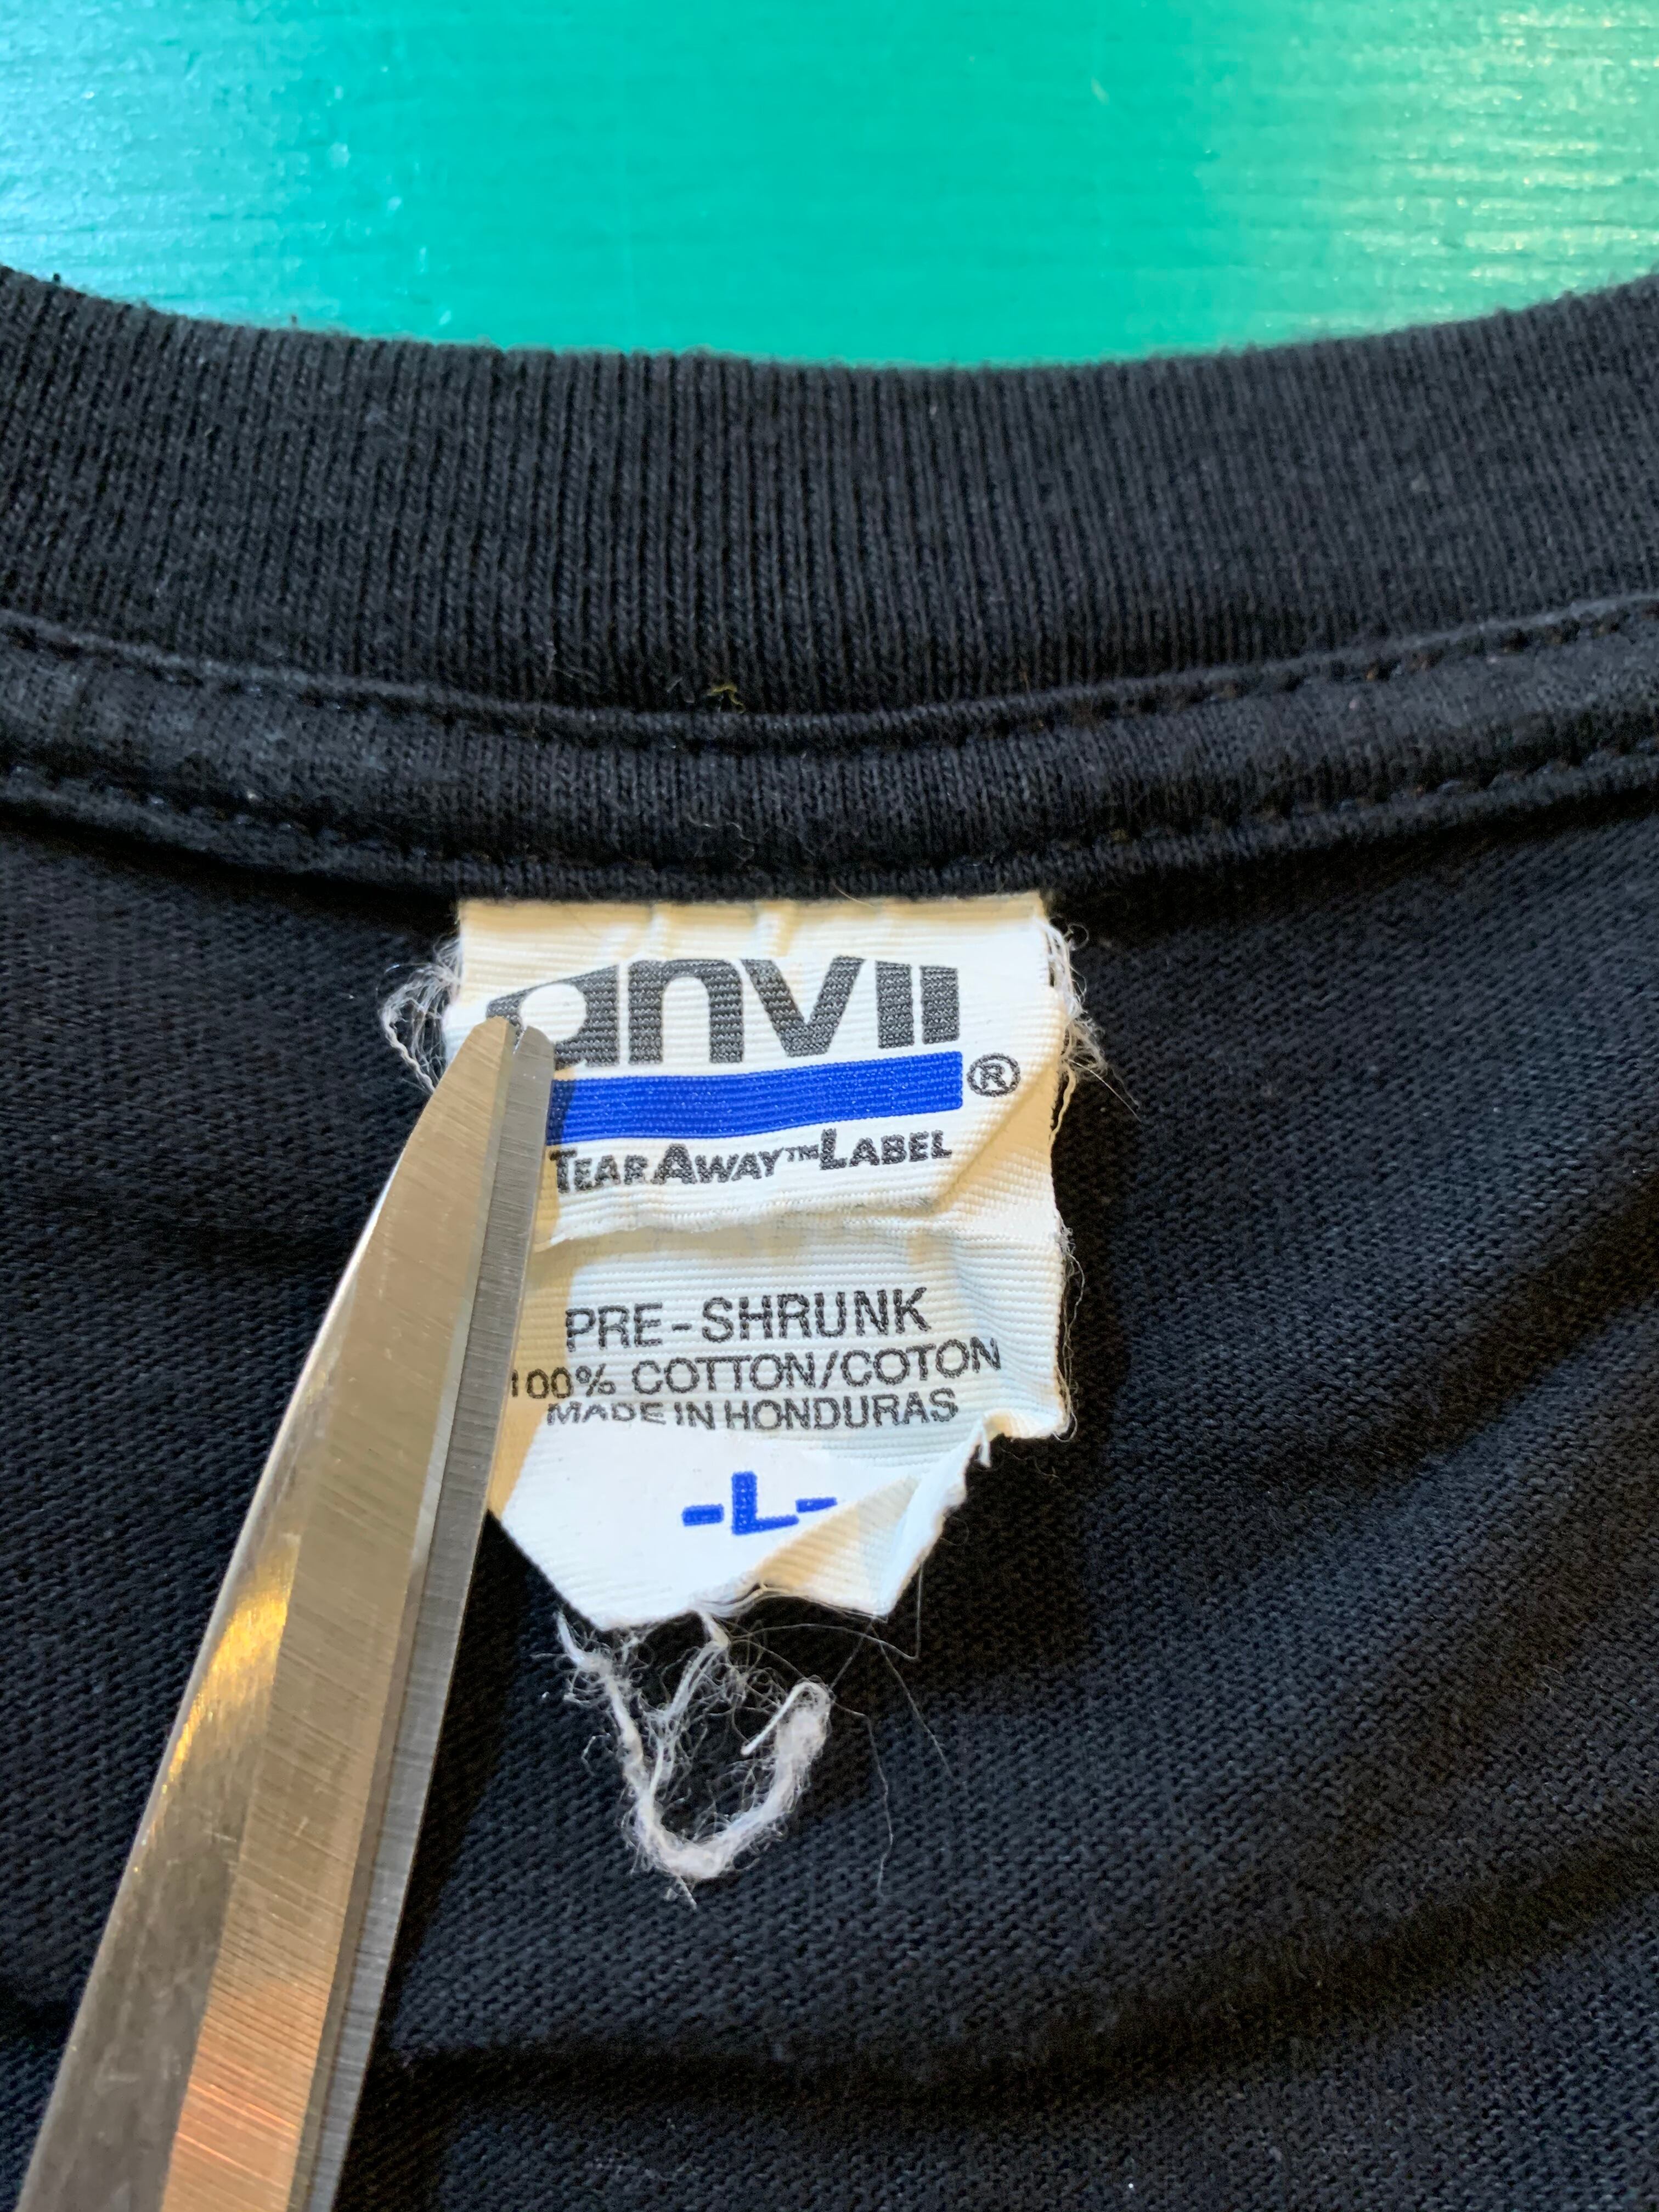 anvil
®
TEARAWAY™LABEL
PRE-SHRUNK
100% COTTON/COTON
MADE IN HONDURAS
-L-